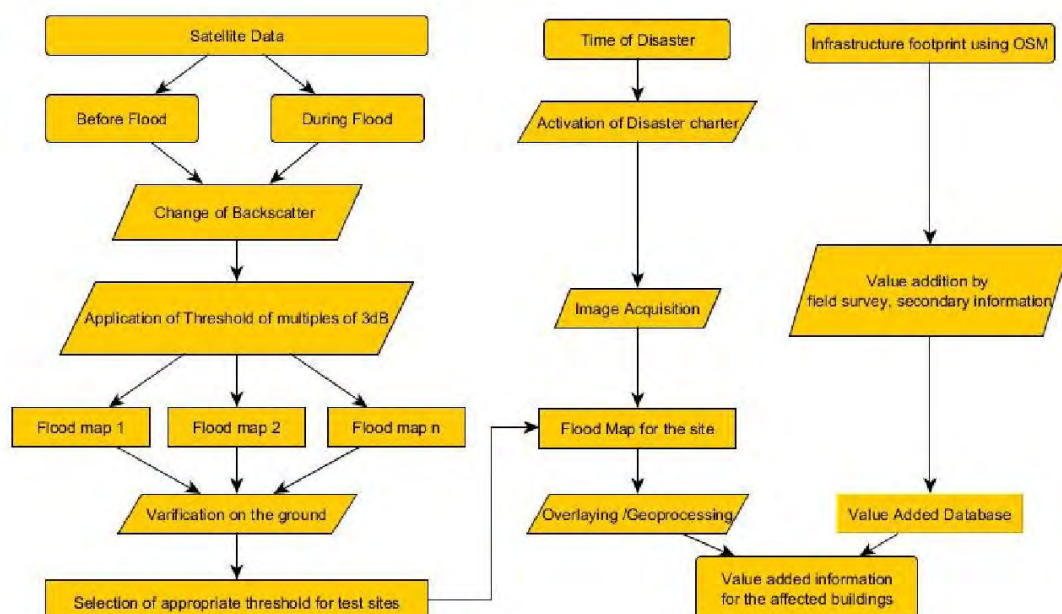 Satellite Data
Before Flood
During Flood
Change of Backscatter
Application of Threshold of multiples of 3dB
Flood map 1
Flood map 2
Flood map n
Varification on the ground
Selection of appropriate threshold for test sites
Time of Disaster
Activation of Disaster charter
Image Acquisition
Flood Map for the site
Overlaying /Geoprocessing
Infrastructure footprint using OSM
Value addition by
field survey, secondary information
Value Added Database
Value added information
for the affected buildings